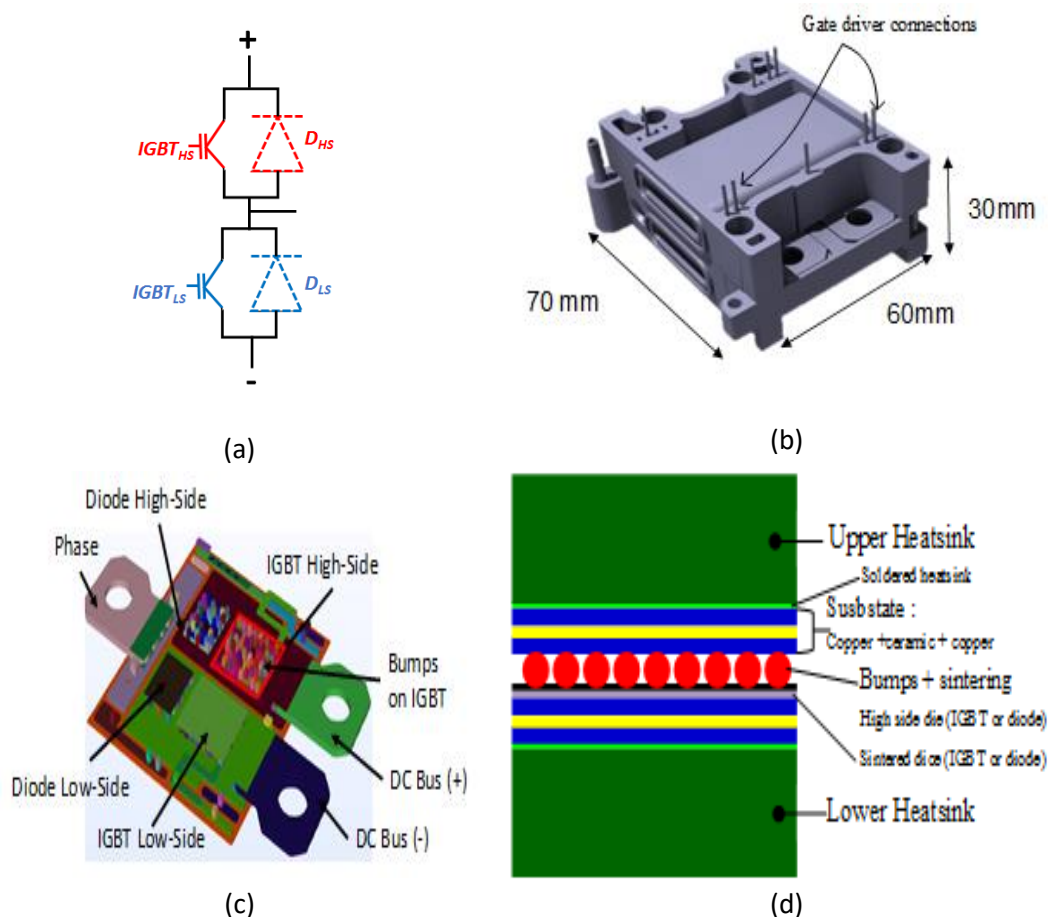 +
IGBTHS
DHS
IGBTLS
DLS
-
(a)
Gate driver connections
30mm
70 mm
60mm
(b)
Diode High-Side
Phase
IGBT High-Side
Bumps
on IGBT
DC Bus (+)
Diode Low-Side
IGBT Low-Side
DC Bus (-)
(c)
Upper Heatsink
Soldered heatsink
Susbstate :
Copper +ceramic + copper
Bumps + sintering
High side die (IGBT or diode)
Sintered dice (IGBT or diode)
Lower Heatsink
(d)